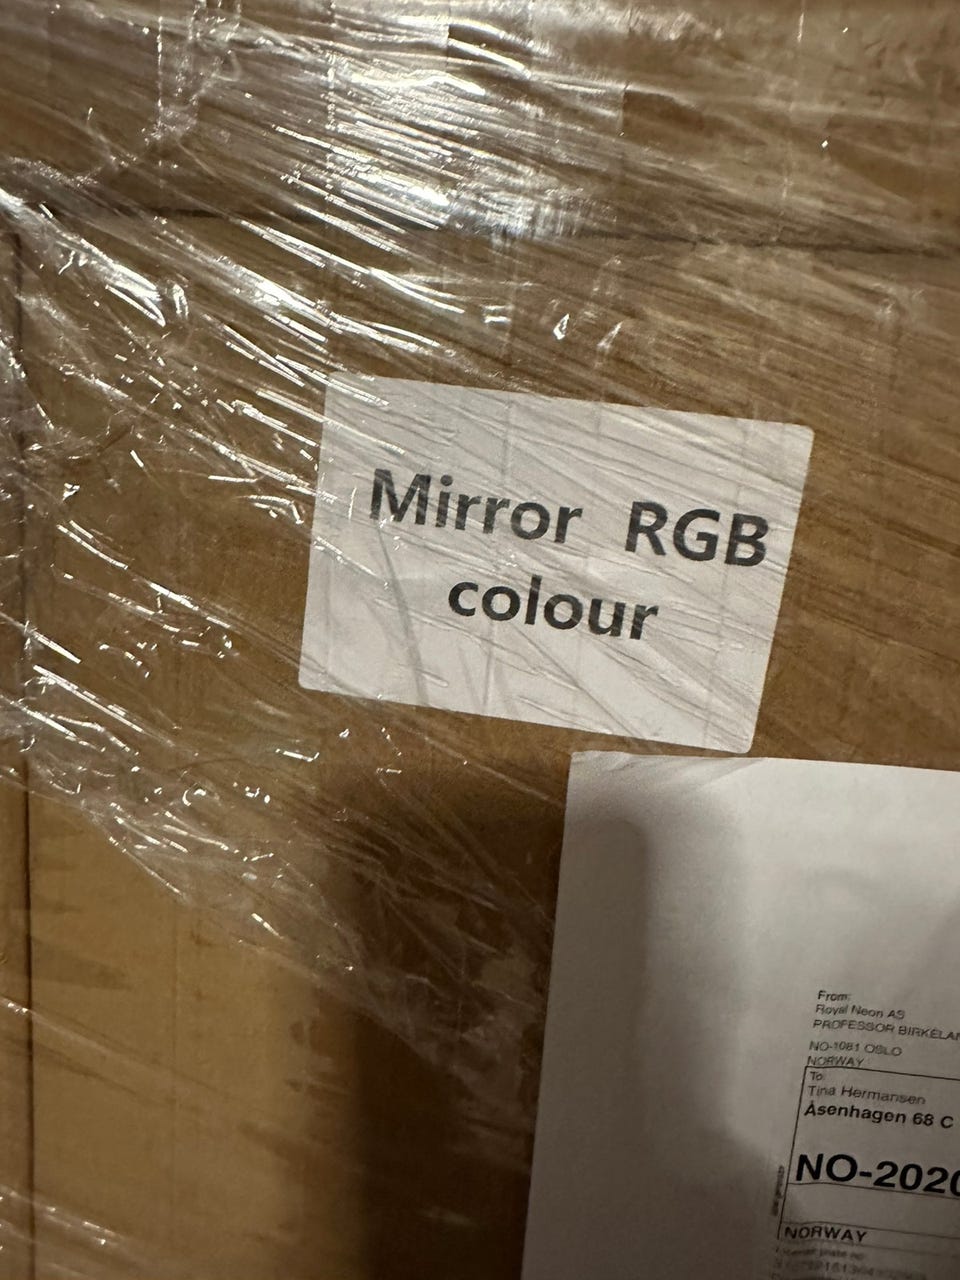 Mirror RGB
colour
From:
Royal Neon AS
PROFESSOR
NO-1081 OSLO
NORWAY
To:
Tina Hermansen
Åsenhagen 68 C
NO-2020
NORWAY